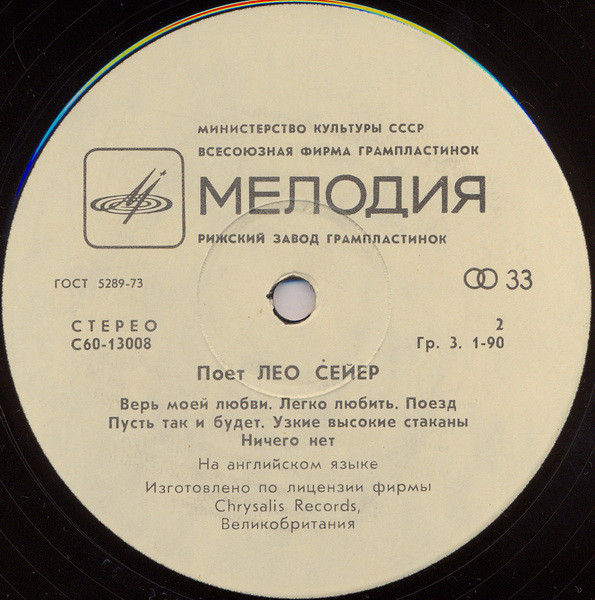 МИНИСТЕРСТВО КУЛЬТУРЫ СССР
ВСЕСОЮЗНАЯ ФИРМА ГРАМПЛАСТИНОК
МЕЛОДИЯ
РИЖСКИЙ ЗАВОД ГРАМПЛАСТИНОК
ГОСТ 5289-73
33
СТЕРЕО
2
С60-13008
Гр. 3. 1-90
Поет ЛЕО СЕЙЕР
Верь моей любви. Легко любить. Поезд
Пусть так и будет. Узкие высокие стаканы
Ничего нет
На английском языке
Изготовлено по лицензии фирмы
Chrysalis Records,
Великобритания